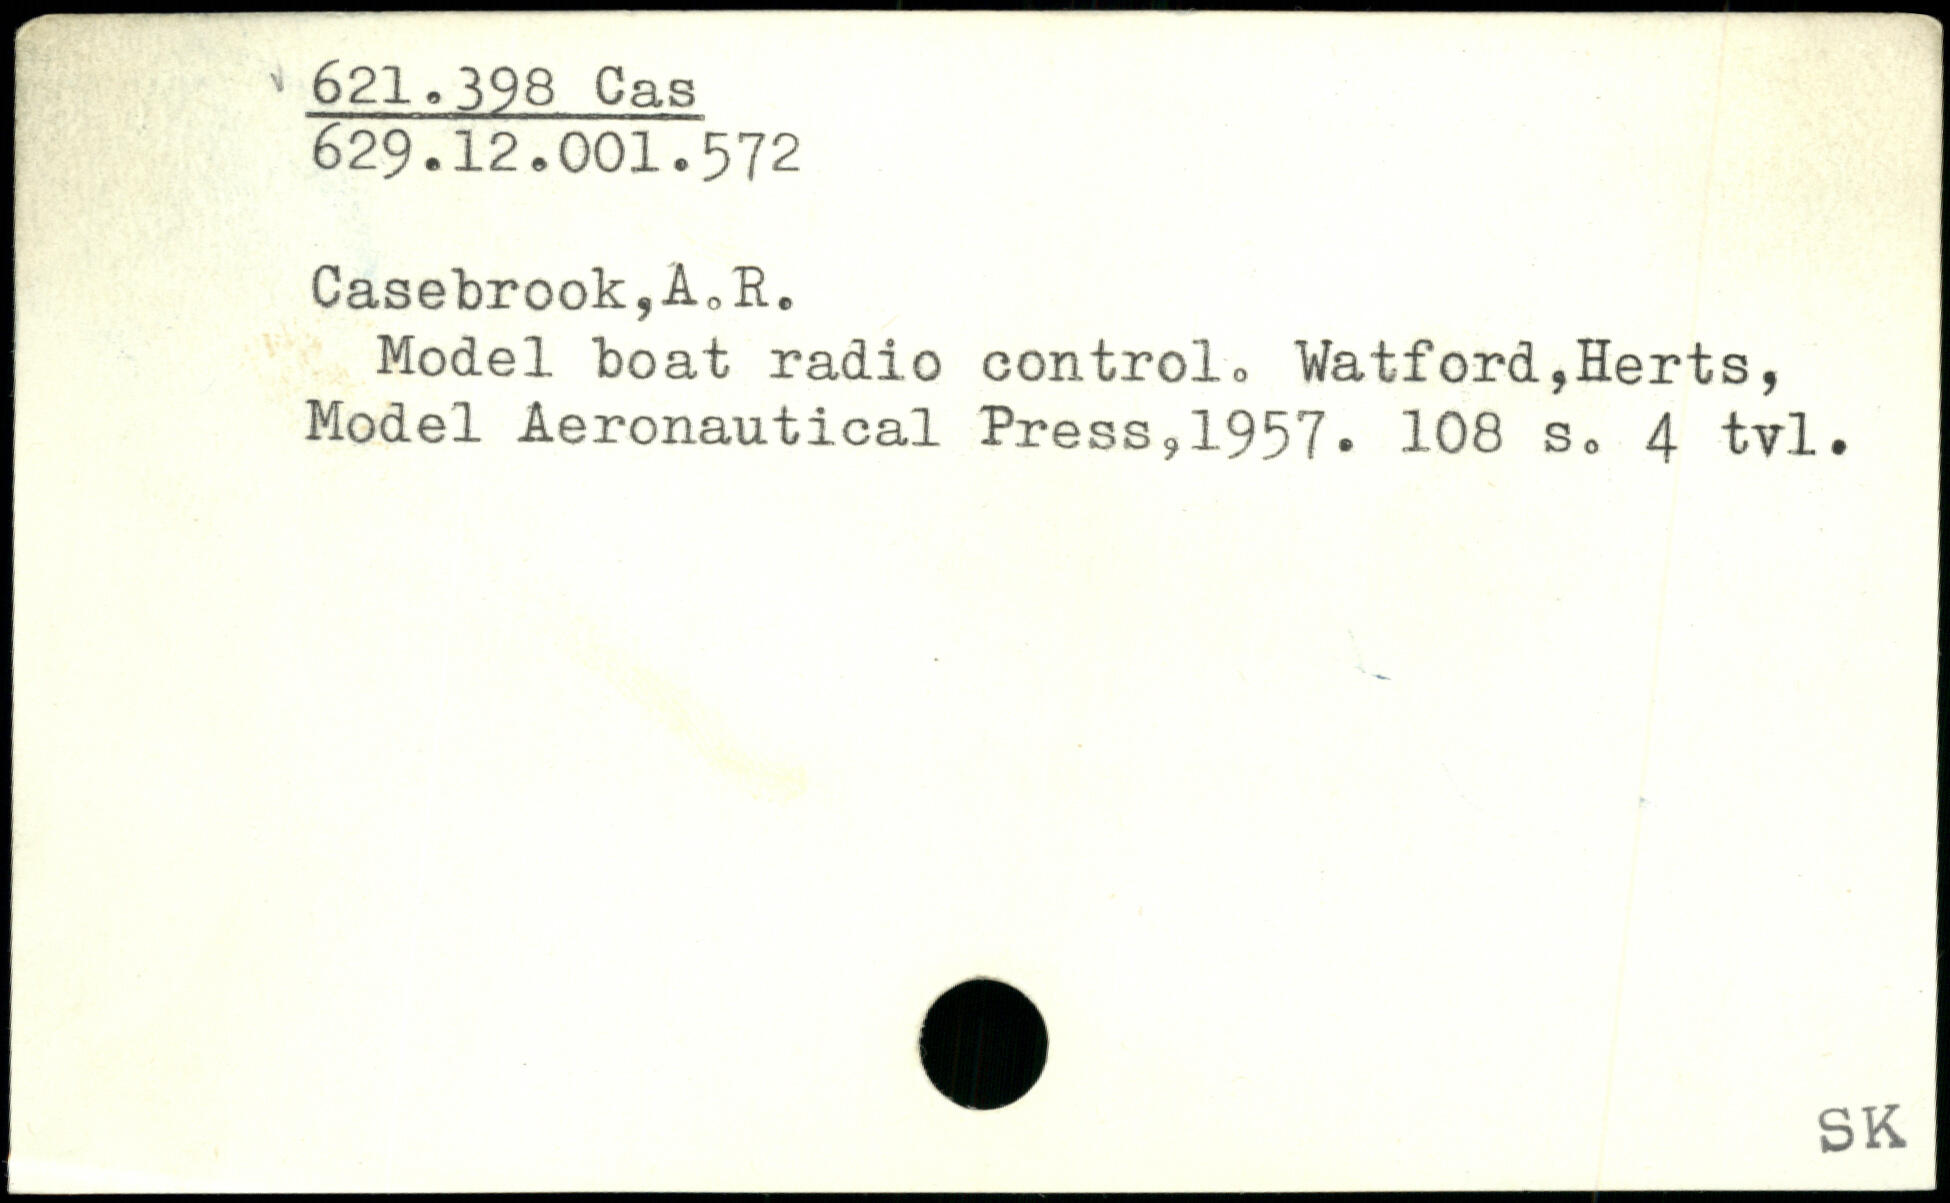 621.398 Cas
629.12.001.572
Casebrook,A.R.
Model boat radio control. Watford,Herts,
Model Aeronautical Press,1957. 108 s. 4 tvl.
SK